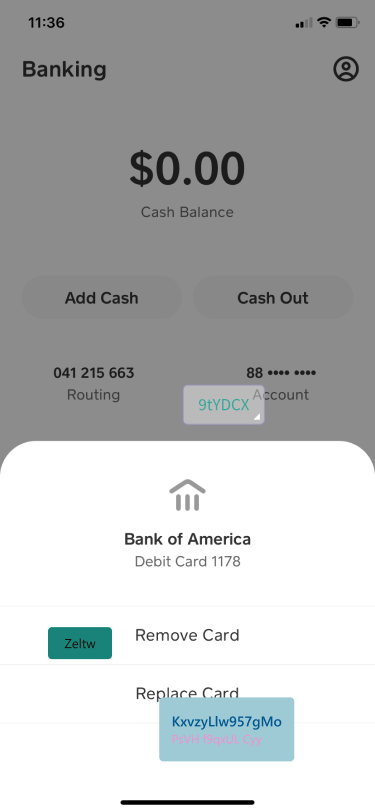 11:36
Banking
$0.00
Cash Balance
Add Cash
Cash Out
041 215 663
88 •••• ••••
Routing
Account
9tYDCX
Bank of America
Debit Card 1178
Remove Card
Zeltw
Replace Card
KxvzyLlw957gMo